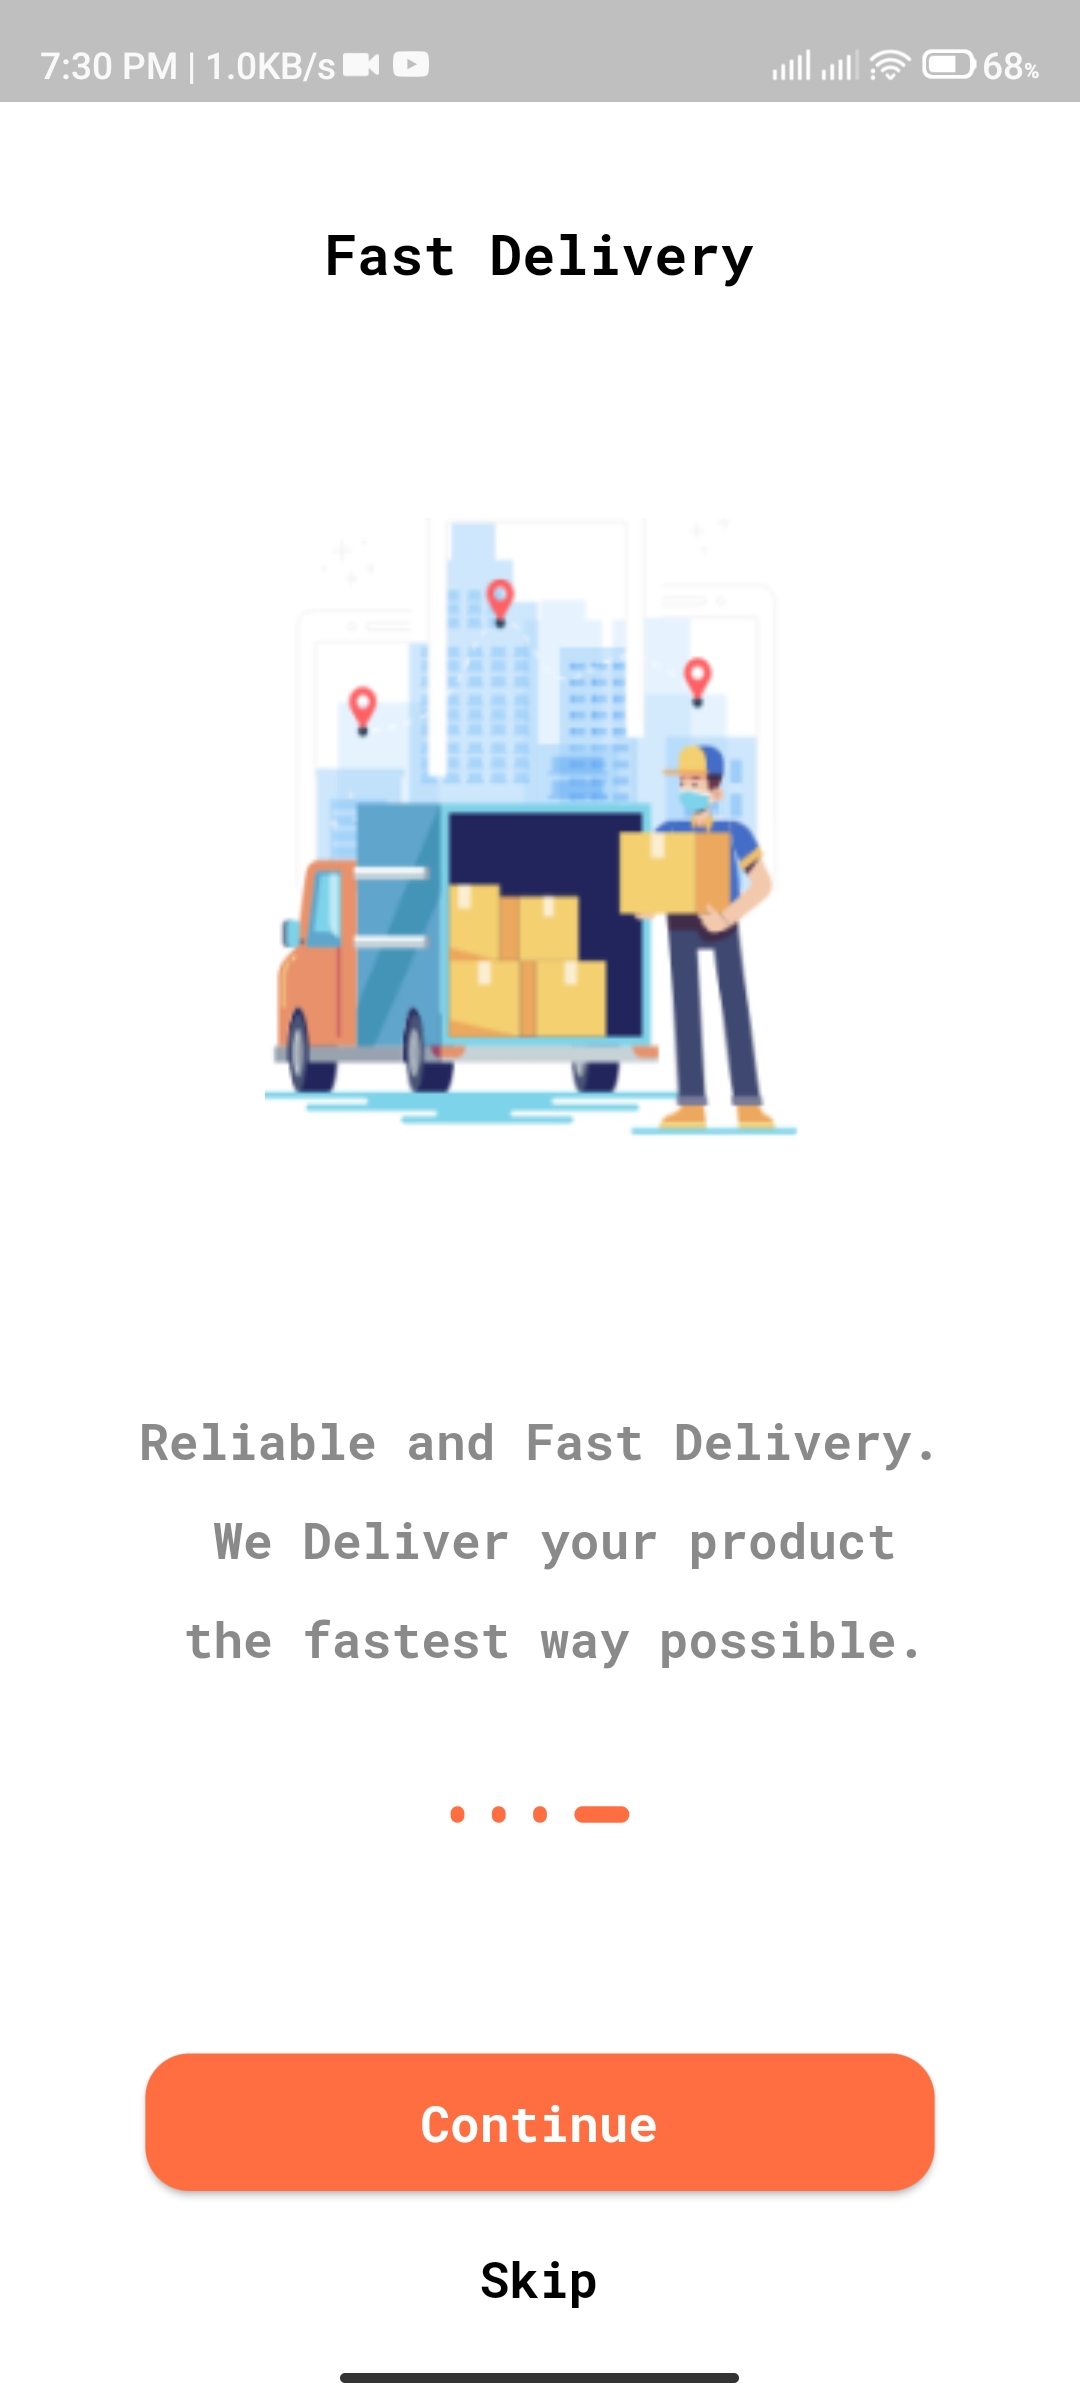 7:30 PM | 1.0KB/s 68%
Fast Delivery
Reliable and Fast Delivery.
We Deliver your product
the fastest way possible.
Continue
Skip